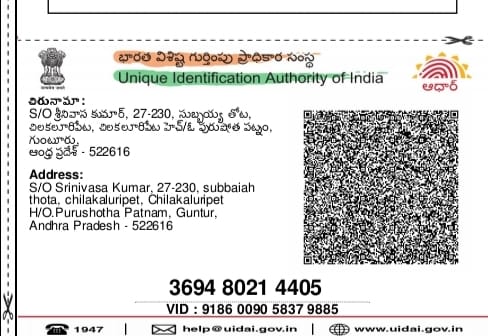 భారత విశిష్ట గుర్తింపు ప్రాధికార సంస్థ
Unique Identification Authority of India
ఆధార్
చిరునామా :
S/O శ్రీనివాస కుమార్, 27-230, సుబ్బయ్య తోట,
చిలకలూరిపేట, చిలకలూరిపేట హెచ్/ఓ పురుషోత పట్నం,
గుంటూరు,
ఆంధ్ర ప్రదేశ్ - 522616
Address:
S/O Srinivasa Kumar, 27-230, subbaiah
thota, chilakaluripet, Chilakaluripet
H/O.Purushotha Patnam, Guntur,
Andhra Pradesh - 522616
3694 8021 4405
VID : 9186 0090 5837 9885
1947 | help@uidai.gov.in | www.uidai.gov.in